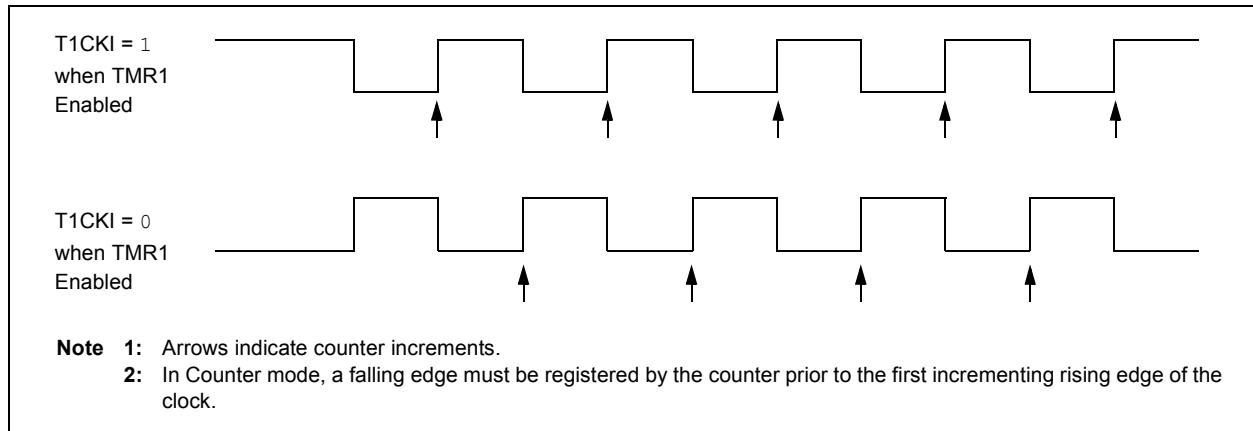 T1CKI = 1
when TMR1
Enabled
T1CKI = 0
when TMR1
Enabled
Note 1: Arrows indicate counter increments.
2: In Counter mode, a falling edge must be registered by the counter prior to the first incrementing rising edge of the
clock.